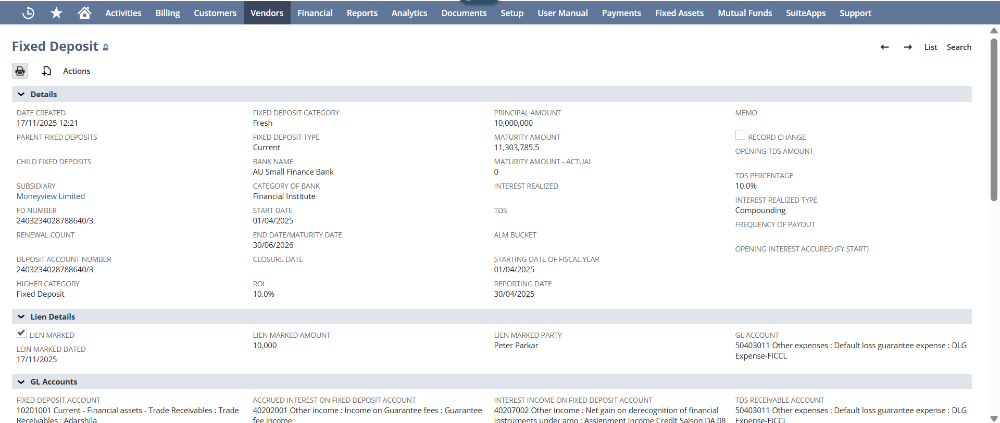 Activities Billing Customers Vendors Financial Reports Analytics Documents Setup User Manual Payments Fixed Assets Mutual Funds SuiteApps Support
Fixed Deposit
List Search
Actions
Details
DATE CREATED
17/11/2025 12:21
PARENT FIXED DEPOSITS
CHILD FIXED DEPOSITS
SUBSIDIARY
Moneyview Limited
FD NUMBER
2403234028788640/3
RENEWAL COUNT
DEPOSIT ACCOUNT NUMBER
2403234028788640/3
HIGHER CATEGORY
Fixed Deposit
FIXED DEPOSIT CATEGORY
Fresh
FIXED DEPOSIT TYPE
Current
BANK NAME
AU Small Finance Bank
CATEGORY OF BANK
Financial Institute
START DATE
01/04/2025
END DATE/MATURITY DATE
30/06/2026
CLOSURE DATE
ROI
10.0%
PRINCIPAL AMOUNT
10,000,000
MATURITY AMOUNT
11,303,785.5
MATURITY AMOUNT - ACTUAL
0
INTEREST REALIZED
TDS
ALM BUCKET
STARTING DATE OF FISCAL YEAR
01/04/2025
REPORTING DATE
30/04/2025
MEMO
RECORD CHANGE
OPENING TDS AMOUNT
TDS PERCENTAGE
10.0%
INTEREST REALIZED TYPE
Compounding
FREQUENCY OF PAYOUT
OPENING INTEREST ACCURED (FY START)
Lien Details
LIEN MARKED
LEIN MARKED DATED
17/11/2025
LIEN MARKED AMOUNT
10,000
LIEN MARKED PARTY
Peter Parkar
GL ACCOUNT
50403011 Other expenses : Default loss guarantee expense : DLG
Expense-FICCL
GL Accounts
FIXED DEPOSIT ACCOUNT
10201001 Current - Financial assets - Trade Receivables : Trade
Receivables : Adarshila
ACCRUED INTEREST ON FIXED DEPOSIT ACCOUNT
40202001 Other income : Income on Guarantee fees : Guarantee
fee income
INTEREST INCOME ON FIXED DEPOSIT ACCOUNT
40207002 Other income : Net gain on derecognition of financial
instruments under amo : Assignment Income Credit Saison DA 08
TDS RECEIVABLE ACCOUNT
50403011 Other expenses : Default loss guarantee expense : DLG
Expense-FICCL